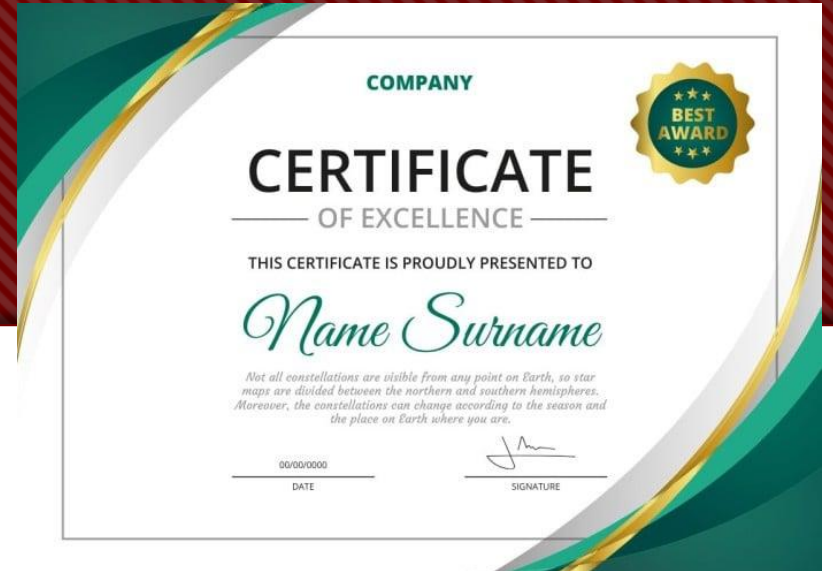 COMPANY
BEST
AWARD
CERTIFICATE
OF EXCELLENCE
THIS CERTIFICATE IS PROUDLY PRESENTED TO
Name Surname
Not all constellations are visible from any point on Earth, so star
maps are divided between the northern and southern hemispheres.
Moreover, the constellations can change according to the season and
the place on Earth where you are.
00/00/0000
DATE
SIGNATURE